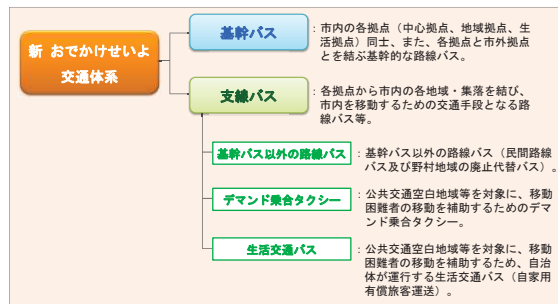 新 おでかけせいよ
交通体系
基幹バス
：市内の各拠点（中心拠点、地域拠点、生
活拠点）同士、また、各拠点と市外拠点
とを結ぶ基幹的な路線バス。
支線バス
：各拠点から市内の各地域・集落を結び、
市内を移動するための交通手段となる路
線バス等。
基幹バス以外の路線バス
：基幹バス以外の路線バス（民間路線
バス及び野村地域の廃止代替バス）。
デマンド乗合タクシー
：公共交通空白地域等を対象に、移動
困難者の移動を補助するためのデマ
ンド乗合タクシー。
生活交通バス
：公共交通空白地域等を対象に、移動
困難者の移動を補助するため、自治
体が運行する生活交通バス（自家用
有償旅客運送）。